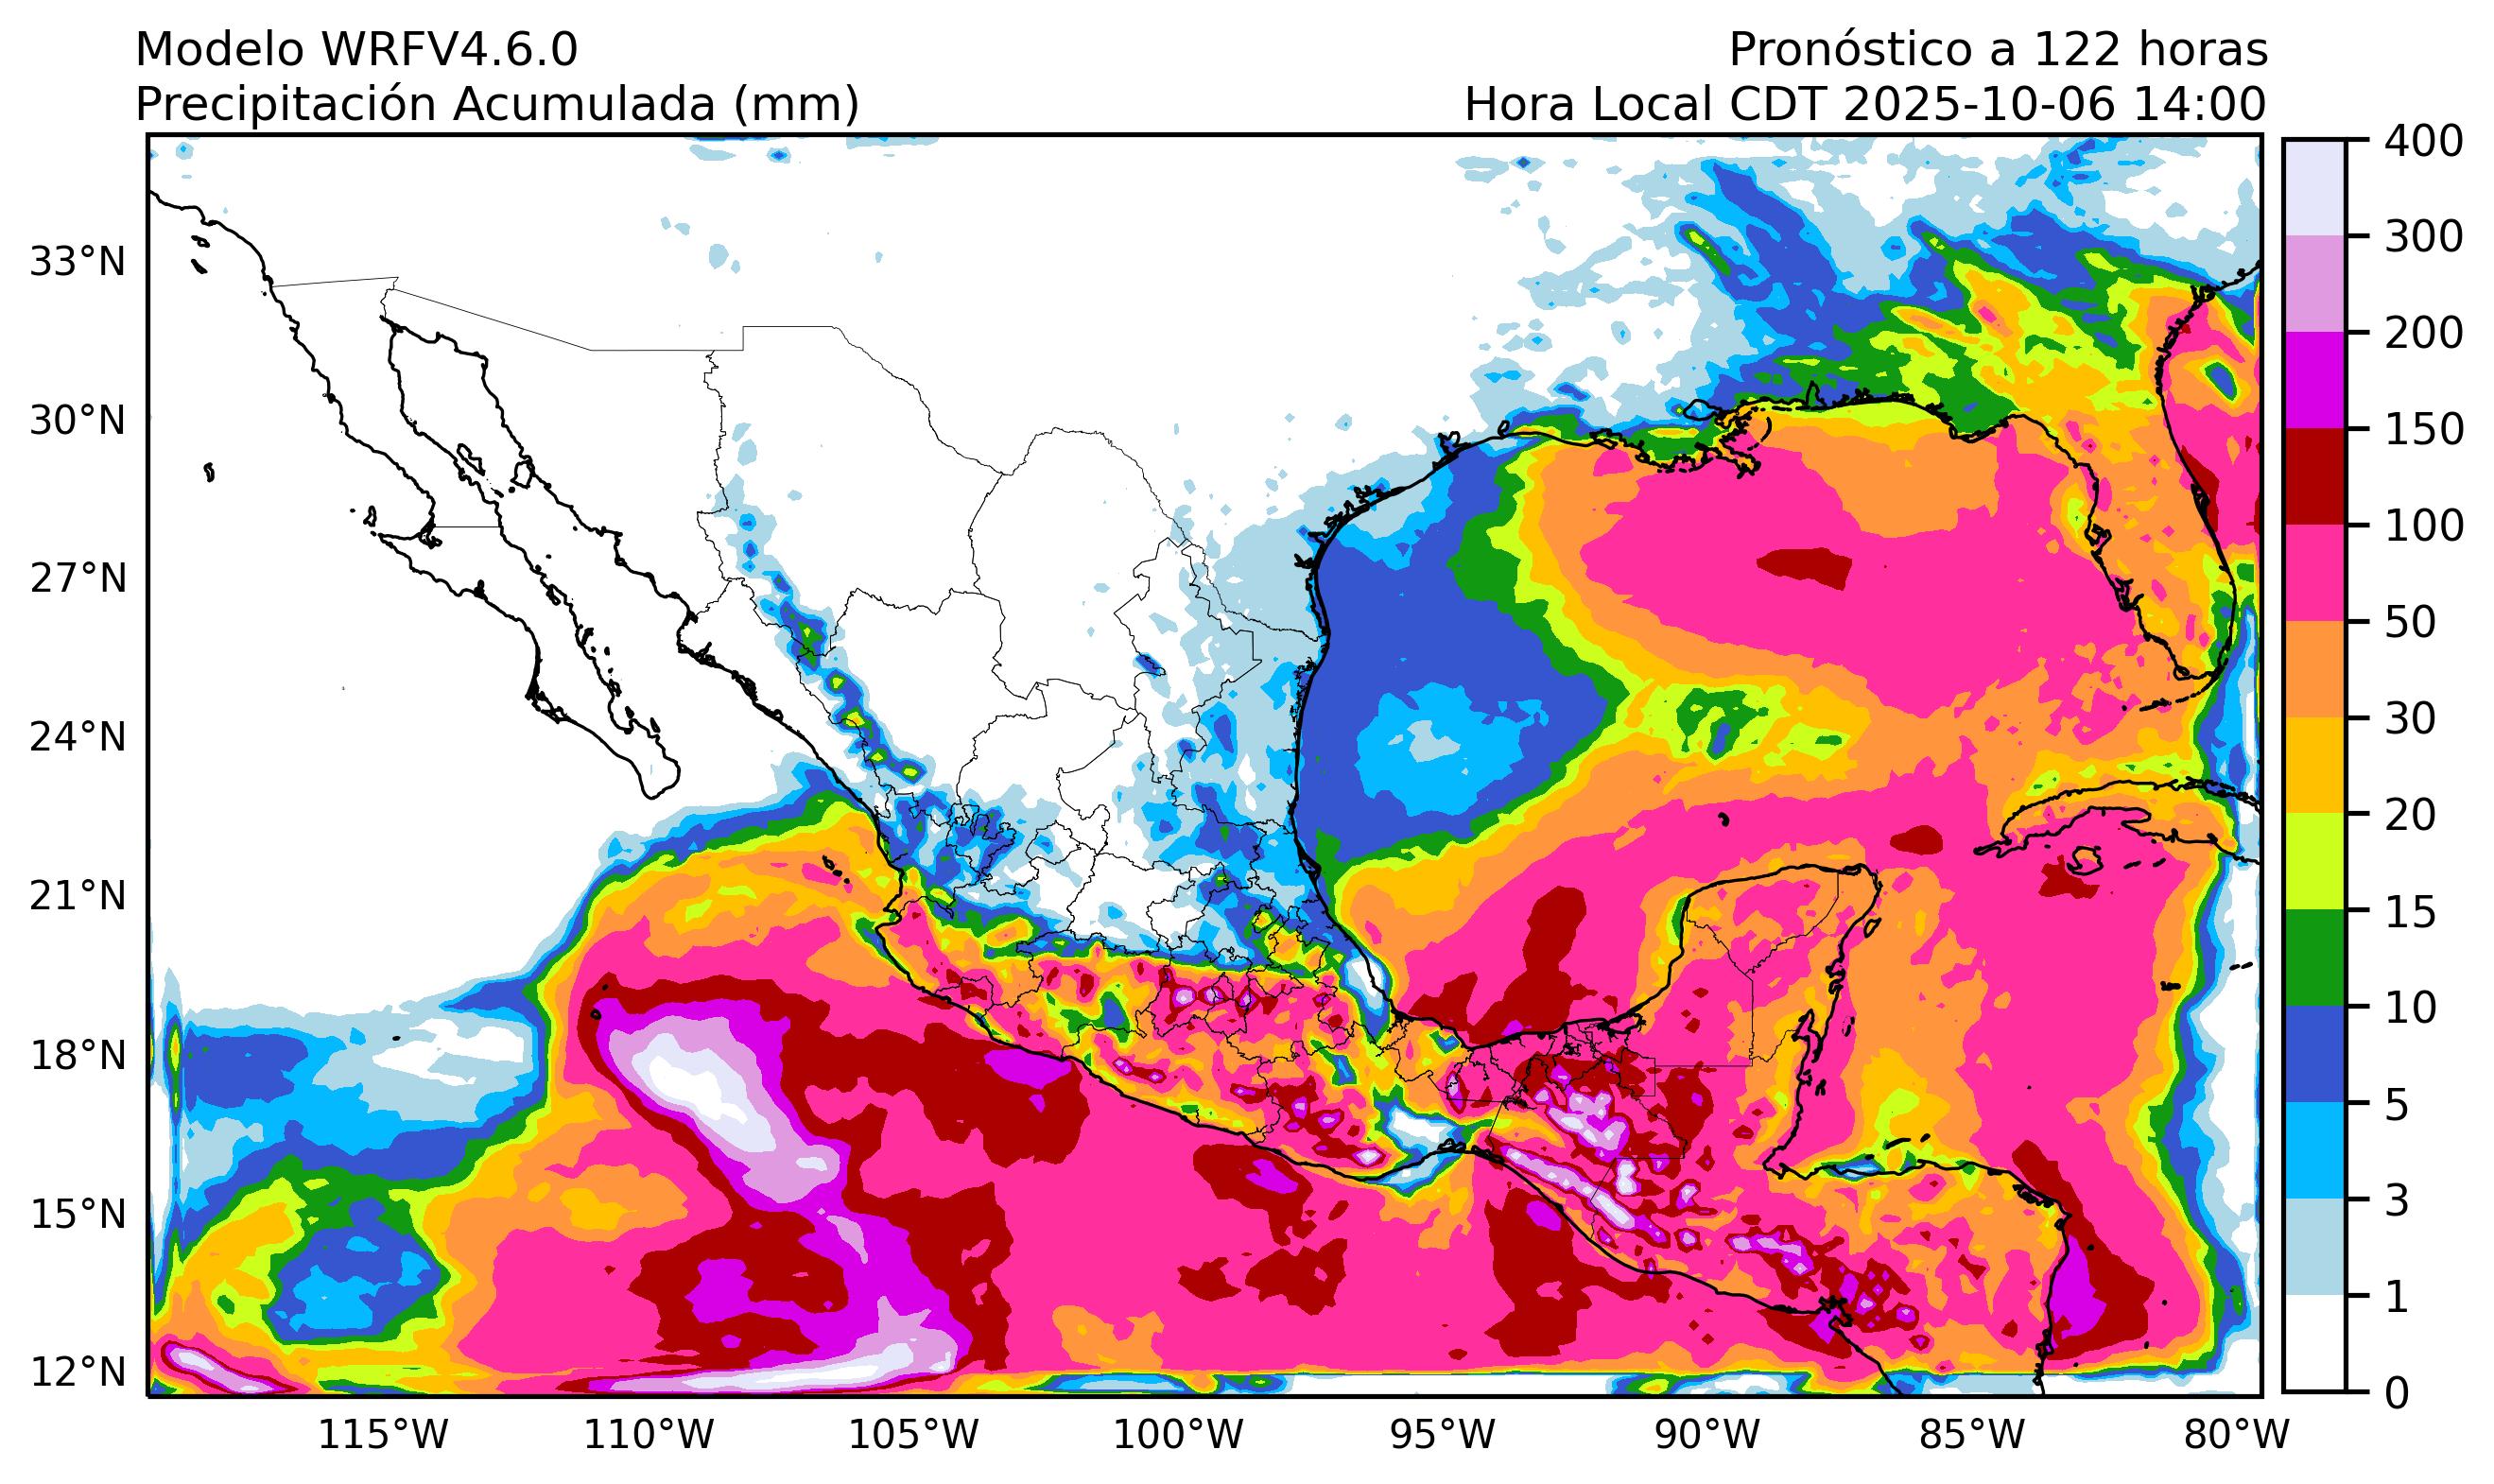 Modelo WRFV4.6.0
Pronóstico a 122 horas
Precipitación Acumulada (mm)
Hora Local CDT 2025-10-06 14:00
33°N
30°N
27°N
24°N
21°N
18°N
15°N
12°N
115°W
110°W
105°W
100°W
95°W
90°W
85°W
80°W
400
300
200
150
100
50
30
20
15
10
5
3
1
0